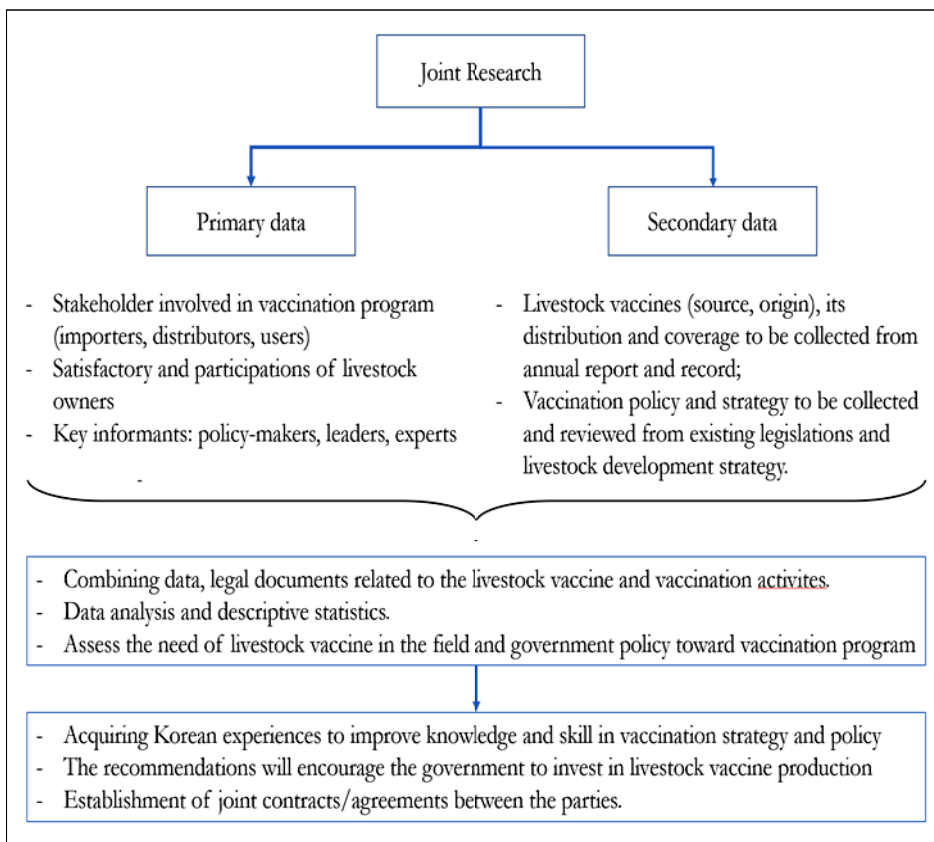 Joint Research
Primary data
Secondary data
- Stakeholder involved in vaccination program
(importers, distributors, users)
- Satisfactory and participations of livestock
owners
- Key informants: policy-makers, leaders, experts
-
- Livestock vaccines (source, origin), its
distribution and coverage to be collected from
annual report and record;
- Vaccination policy and strategy to be collected
and reviewed from existing legislations and
livestock development strategy.
-
- Combining data, legal documents related to the livestock vaccine and vaccination activites.
- Data analysis and descriptive statistics.
- Assess the need of livestock vaccine in the field and government policy toward vaccination program
- Acquiring Korean experiences to improve knowledge and skill in vaccination strategy and policy
- The recommendations will encourage the government to invest in livestock vaccine production
- Establishment of joint contracts/agreements between the parties.